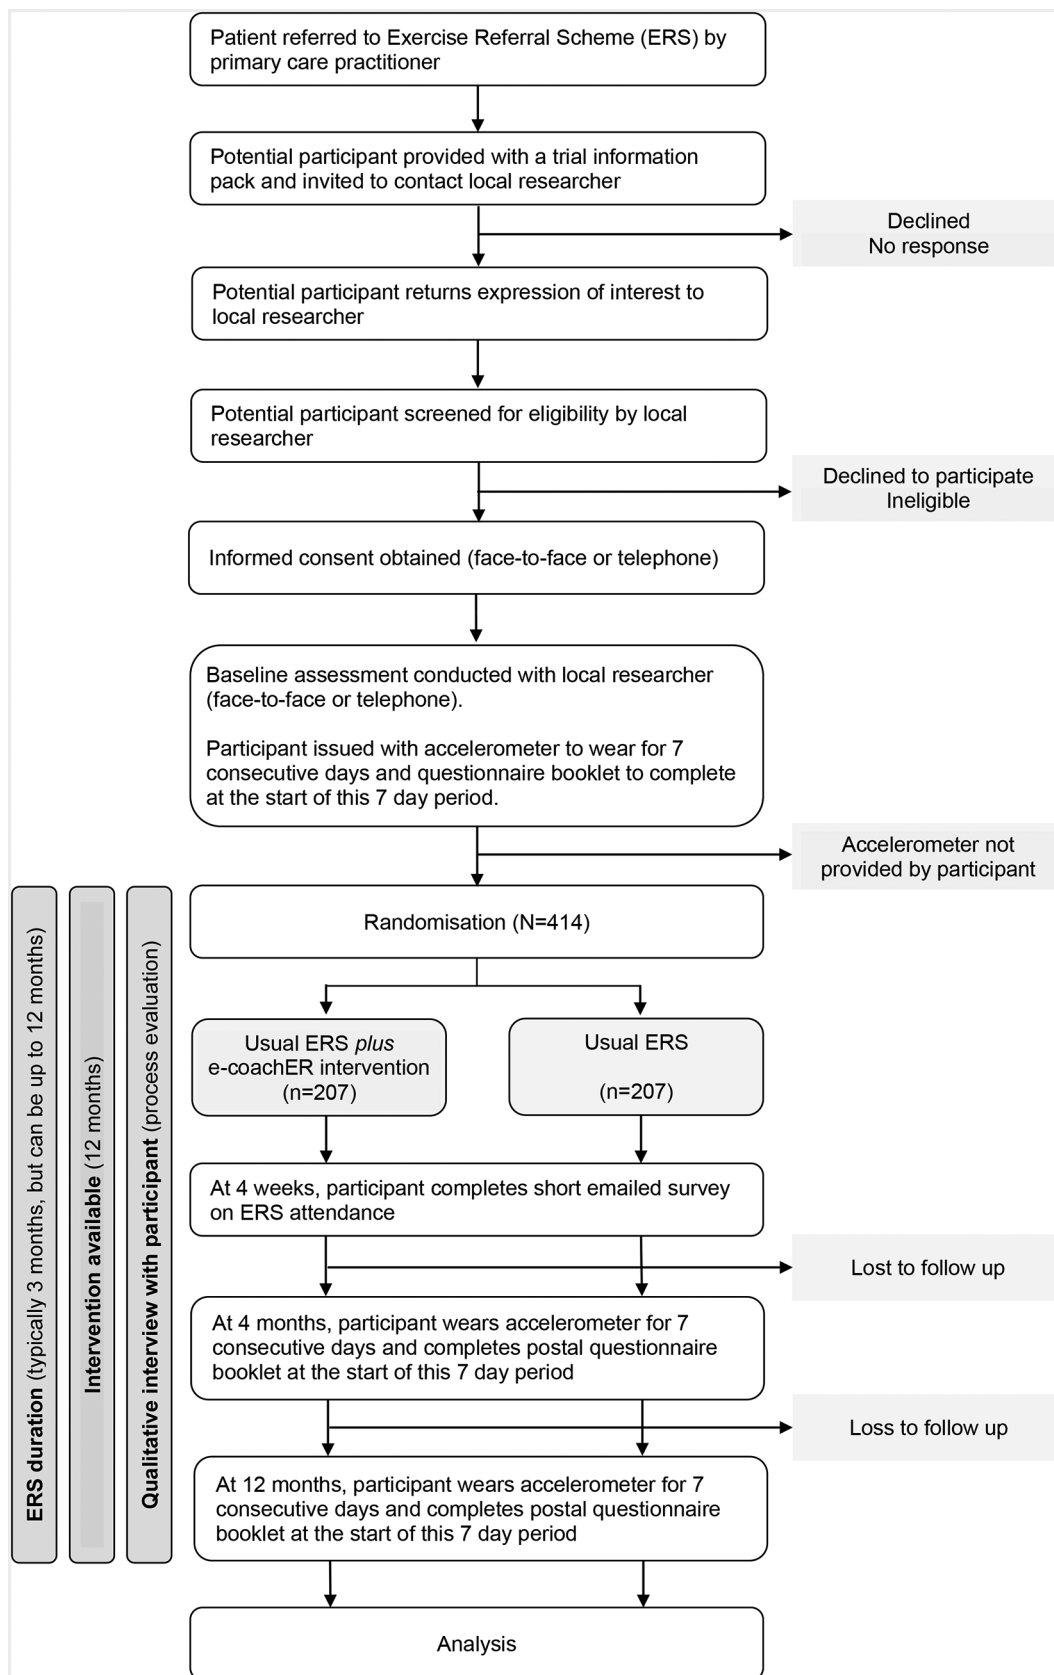 Patient referred to Exercise Referral Scheme (ERS) by
primary care practitioner
Potential participant provided with a trial information
pack and invited to contact local researcher
Declined
No response
Potential participant returns expression of interest to
local researcher
Potential participant screened for eligibility by local
researcher
Declined to participate
Ineligible
Informed consent obtained (face-to-face or telephone)
Baseline assessment conducted with local researcher
(face-to-face or telephone).
Participant issued with accelerometer to wear for 7
consecutive days and questionnaire booklet to complete
at the start of this 7 day period.
Accelerometer not
provided by participant
ERS duration (typically 3 months, but can be up to 12 months)
Intervention available (12 months)
Qualitative interview with participant (process evaluation)
Randomisation (N=414)
Usual ERS plus
e-coachER intervention
(n=207)
Usual ERS
(n=207)
At 4 weeks, participant completes short emailed survey
on ERS attendance
Lost to follow up
At 4 months, participant wears accelerometer for 7
consecutive days and completes postal questionnaire
booklet at the start of this 7 day period
Loss to follow up
At 12 months, participant wears accelerometer for 7
consecutive days and completes postal questionnaire
booklet at the start of this 7 day period
Analysis